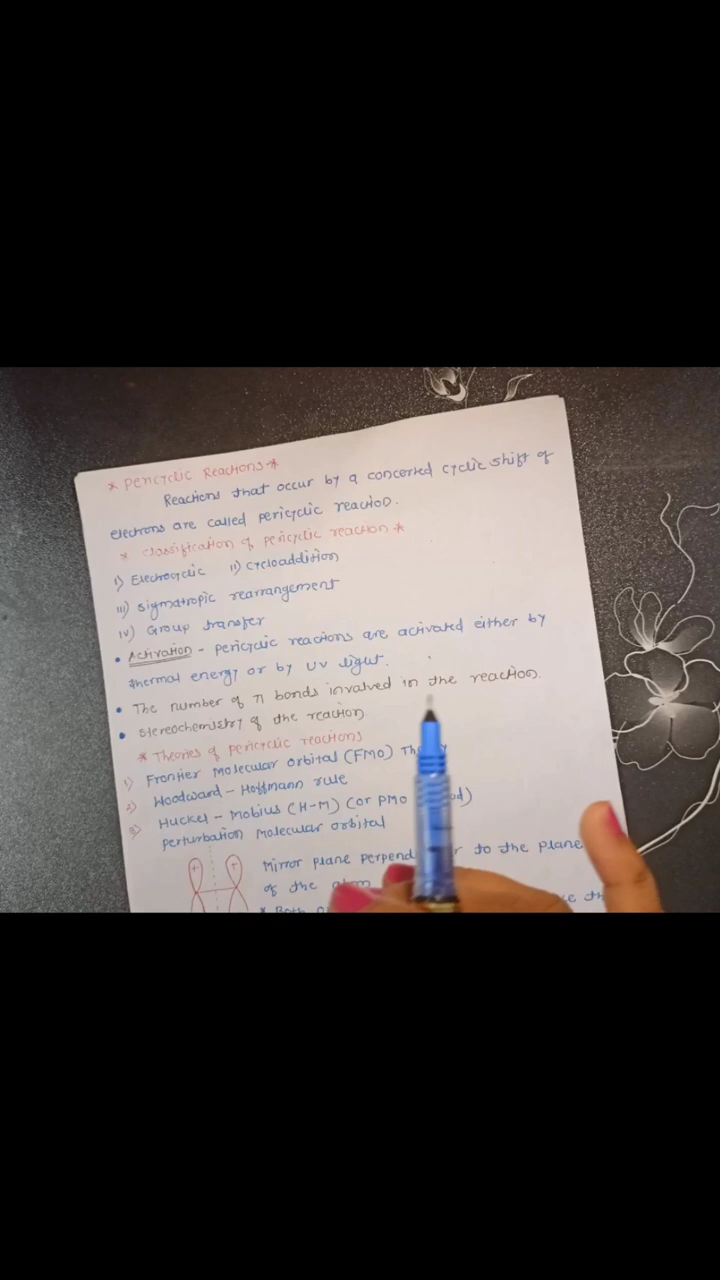 * Pericyclic Reactions *
Reactions that occur by a concerted cyclic shift of
electrons are called pericyclic reaction.
* Classification of pericyclic reaction *
i) Electrocyclic ii) Cycloaddition
iii) Sigmatropic rearrangement
iv) Group transfer
• Activation - pericyclic reactions are activated either by
thermal energy or by UV light.
• The number of π bonds involved in the reaction.
• Stereochemistry of the reaction
* Theories of pericyclic reactions
1) Frontier Molecular Orbital (FMO)
2) Woodward - Hoffmann rule
3) Huckel - Mobius (H-M) (or PMO
Perturbation Molecular orbital
+ + Mirror plane to the plane
of the
* Both